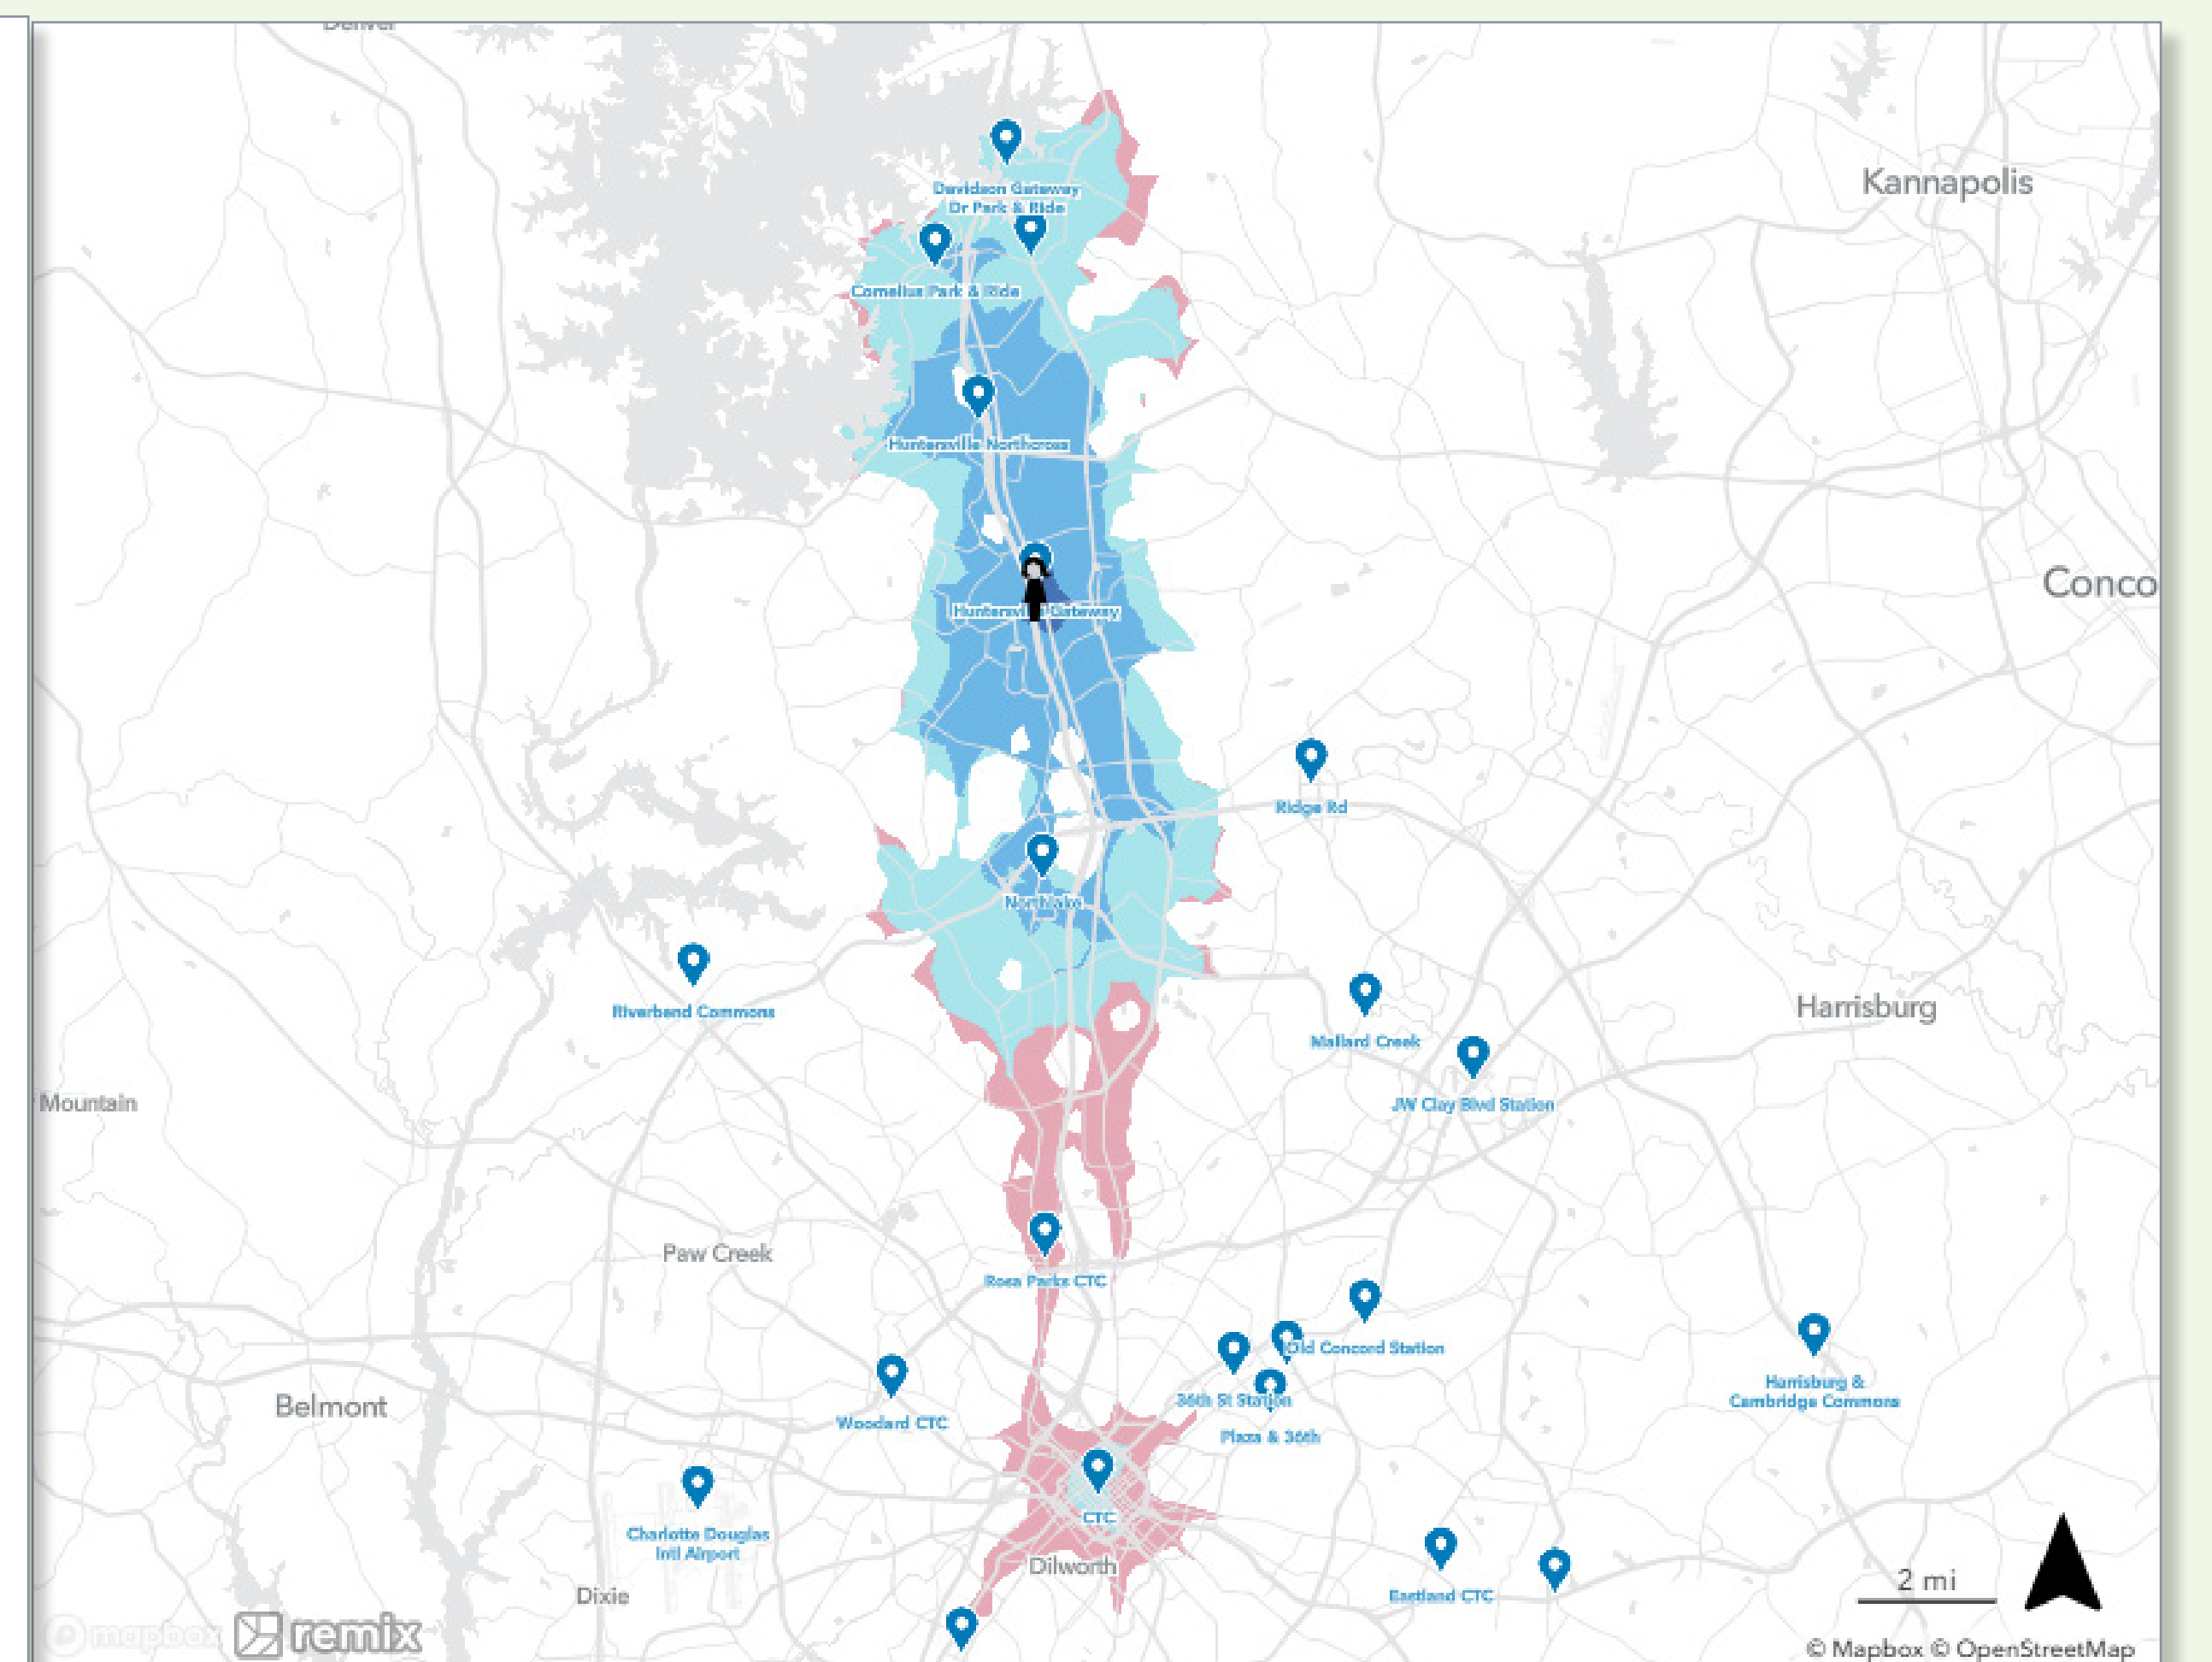 Denver
Kannapolis
Davidson Gateway
Dr Park & Ride
Cornelius Park & Ride
Huntersville Northcross
Conco
Huntersville Gateway
Ridge Rd
Northlake
Riverbend Commons
Harrisburg
Mallard Creek
Mountain
JW Clay Blvd Station
Paw Creek
Rosa Parks CTC
Old Concord Station
Harrisburg &
Cambridge Commons
36th St Station
Belmont
Woodard CTC
Plaza & 36th
CTC
Charlotte Douglas
Intl Airport
Dilworth
Dixie
Eastland CTC
2 mi
mapbox remix
© Mapbox © OpenStreetMap